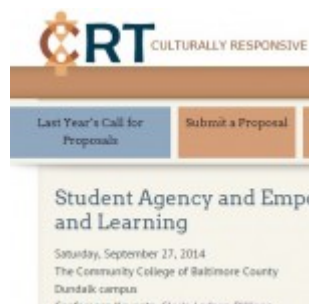 CRT CULTURALLY RESPONSIVE
Last Year's Call for
Proposals
Submit a Proposal
Student Agency and Empo
and Learning
Saturday, September 27, 2014
The Community College of Baltimore County
Dundalk campus